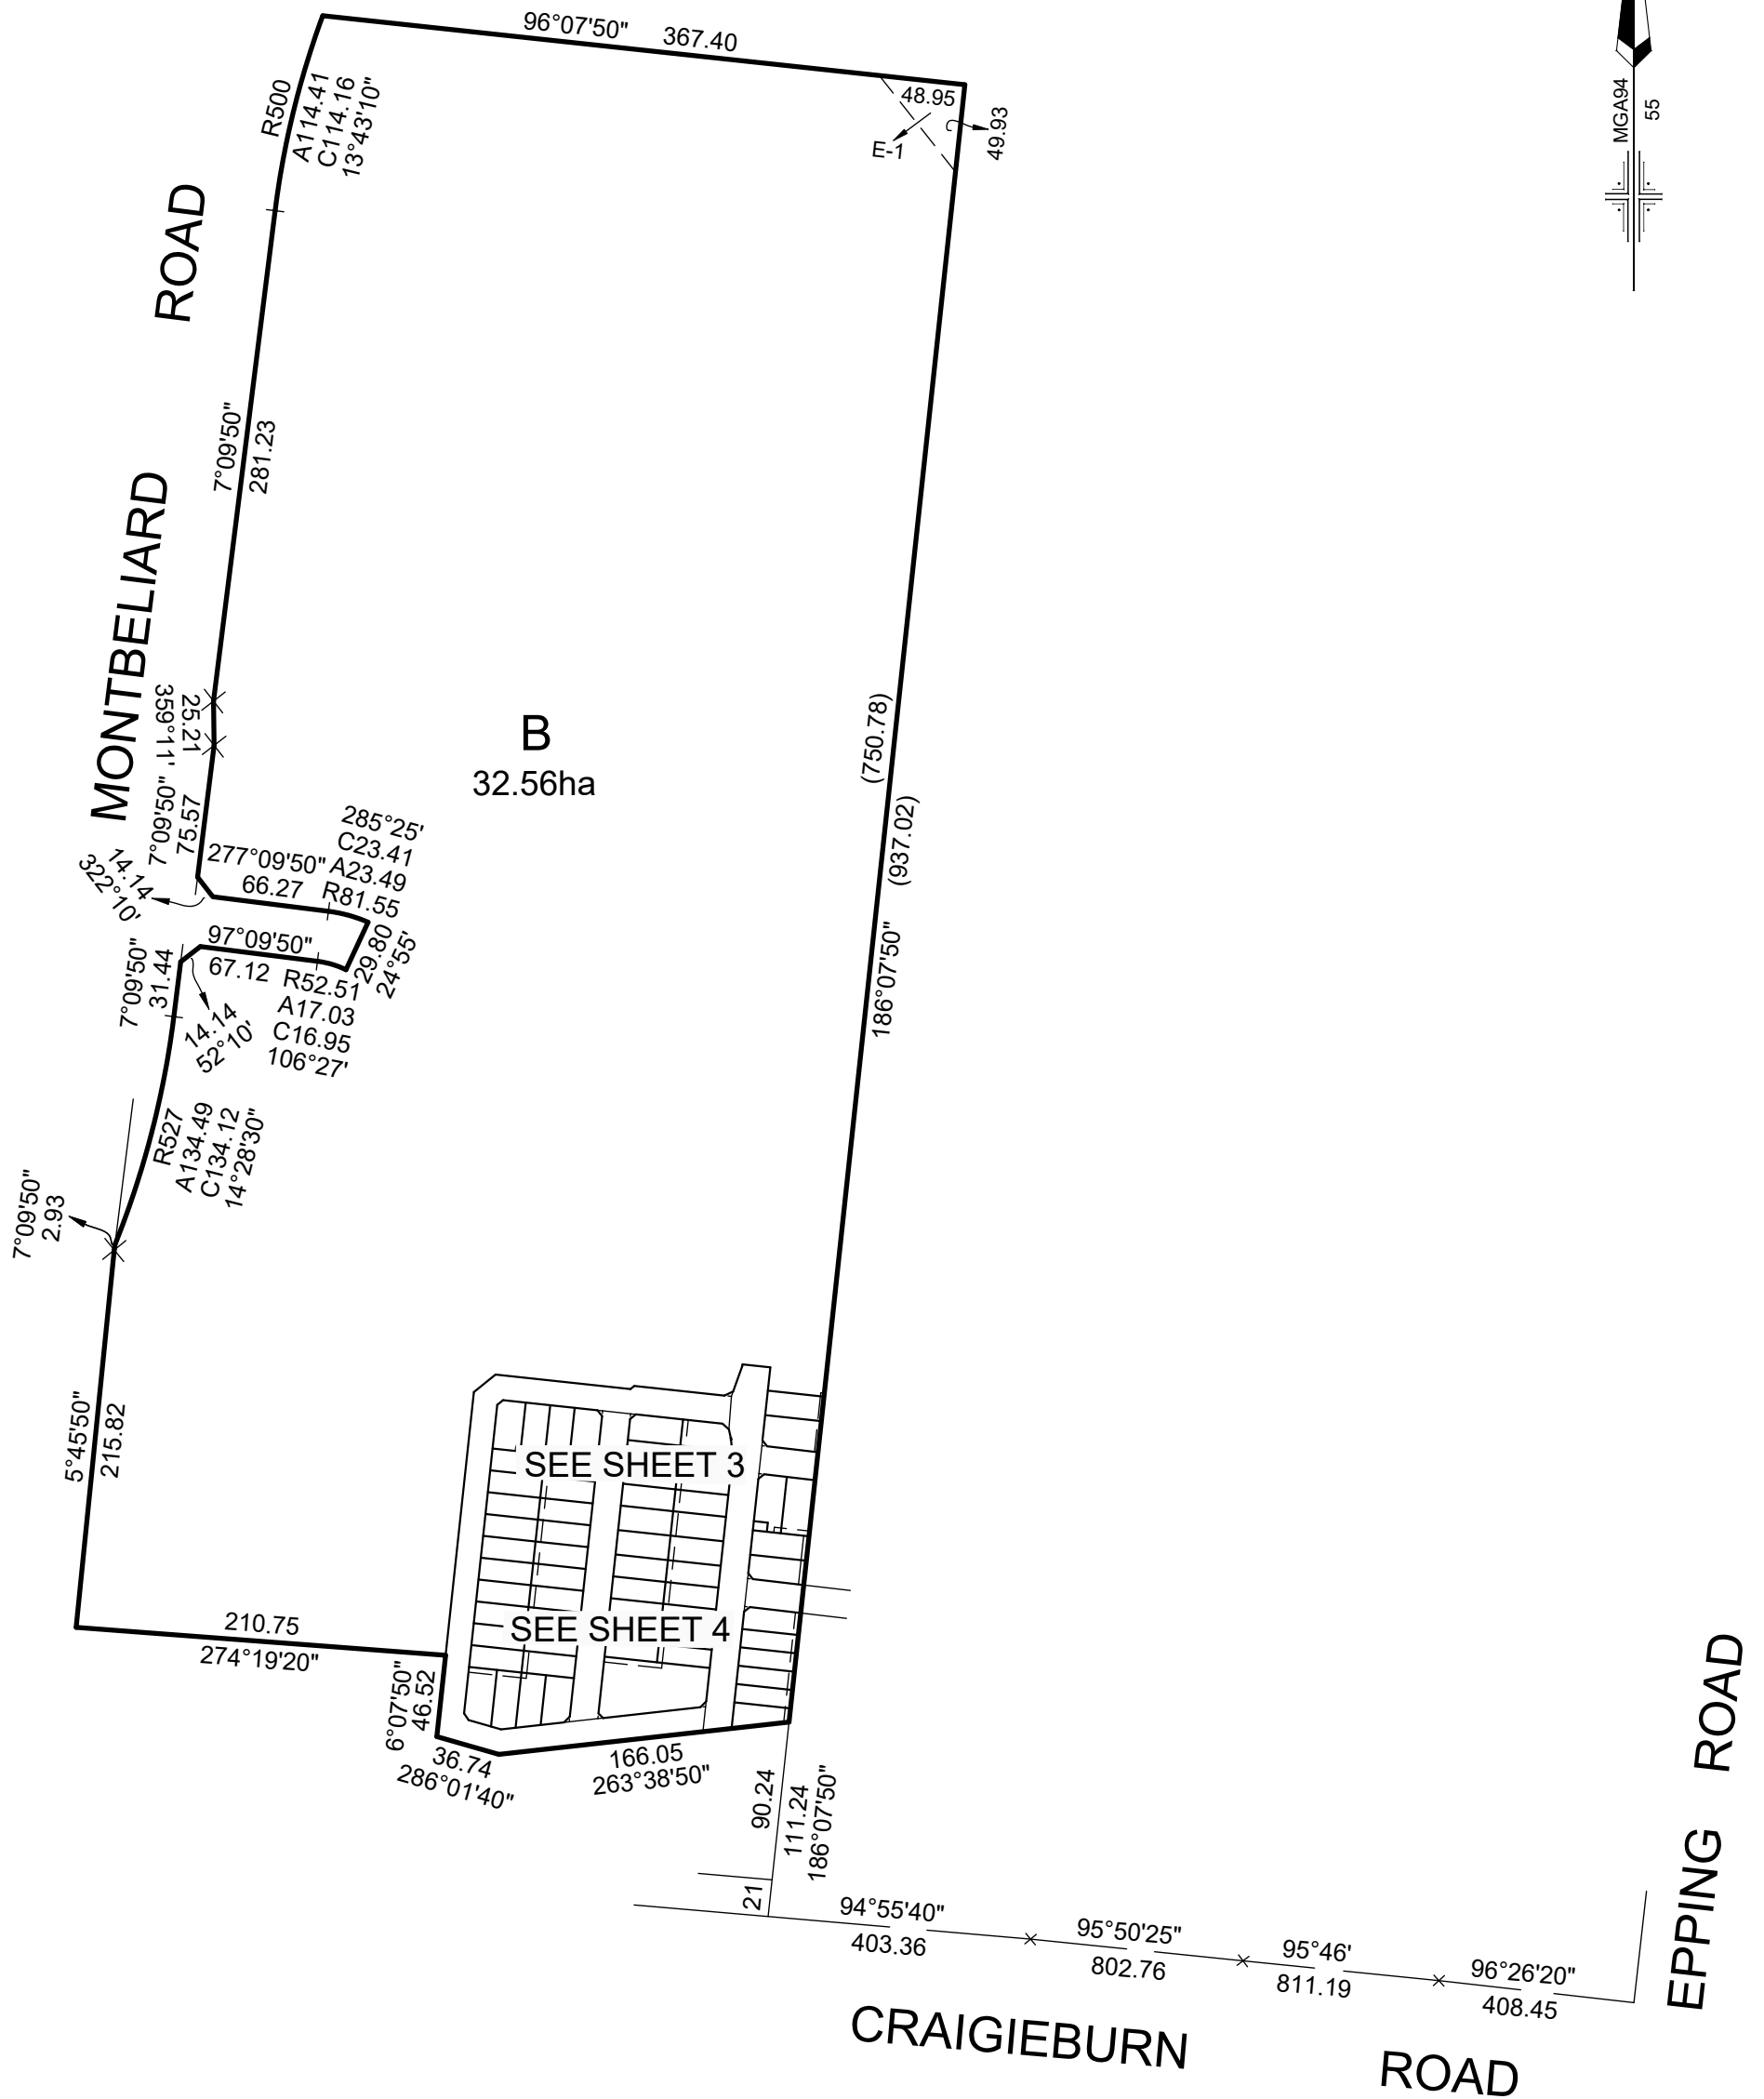 96°07'50" 367.40
MGA94
55
R500
A114.41
C114.16
13°43'10"
48.95
E-1
49.93
MONTBELIARD ROAD
7°09'50"
281.23
25.21
359°11'
B
32.56ha
(750.78)
(937.02)
186°07'50"
7°09'50"
75.57
14.14
322°10'
277°09'50"
66.27
285°25'
C23.41
A23.49
R81.55
97°09'50"
67.12
29.80
24°55'
R52.51
A17.03
C16.95
106°27'
7°09'50"
31.44
14.14
52°10'
R527
A134.49
C134.12
14°28'30"
7°09'50"
2.93
5°45'50"
215.82
SEE SHEET 3
SEE SHEET 4
210.75
274°19'20"
6°07'50"
46.52
36.74
286°01'40"
166.05
263°38'50"
90.24
111.24
186°07'50"
21
94°55'40"
403.36
95°50'25"
802.76
95°46'
811.19
96°26'20"
408.45
EPPING ROAD
CRAIGIEBURN ROAD